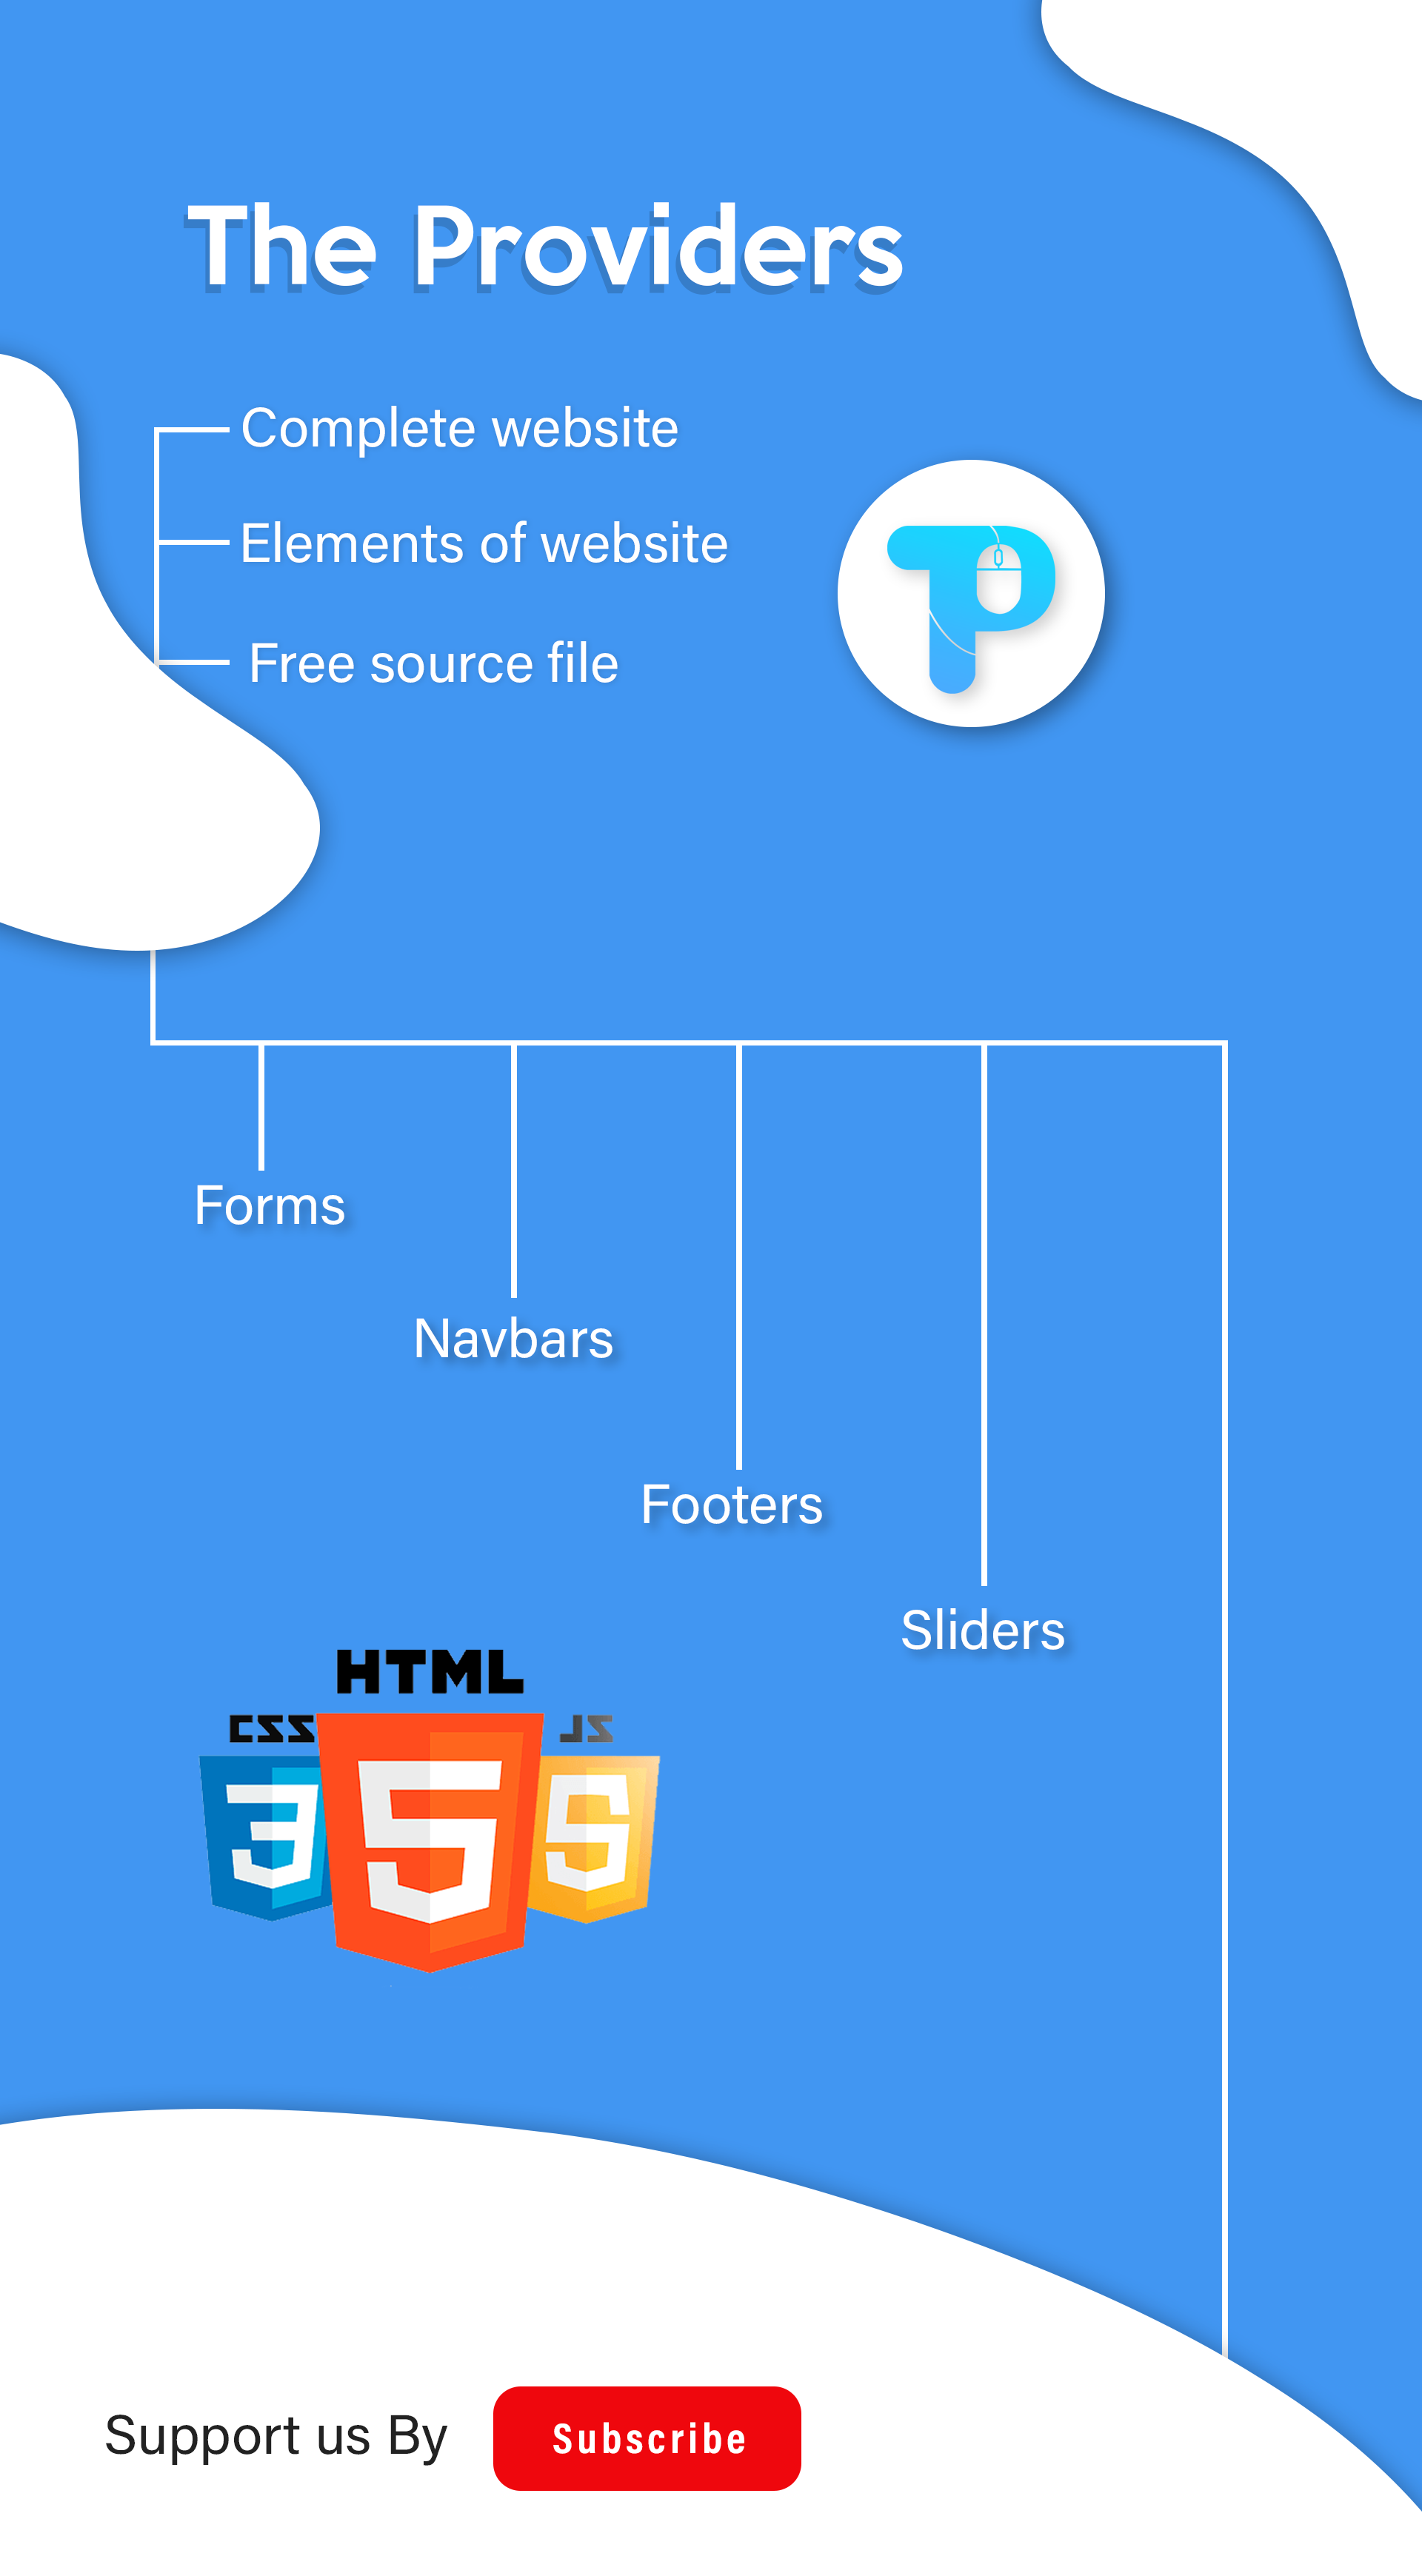 The Providers
Complete website
Elements of website
Free source file
Forms
Navbars
Footers
Sliders
HTML
CSS
JS
3
5
S
Support us By
Subscribe